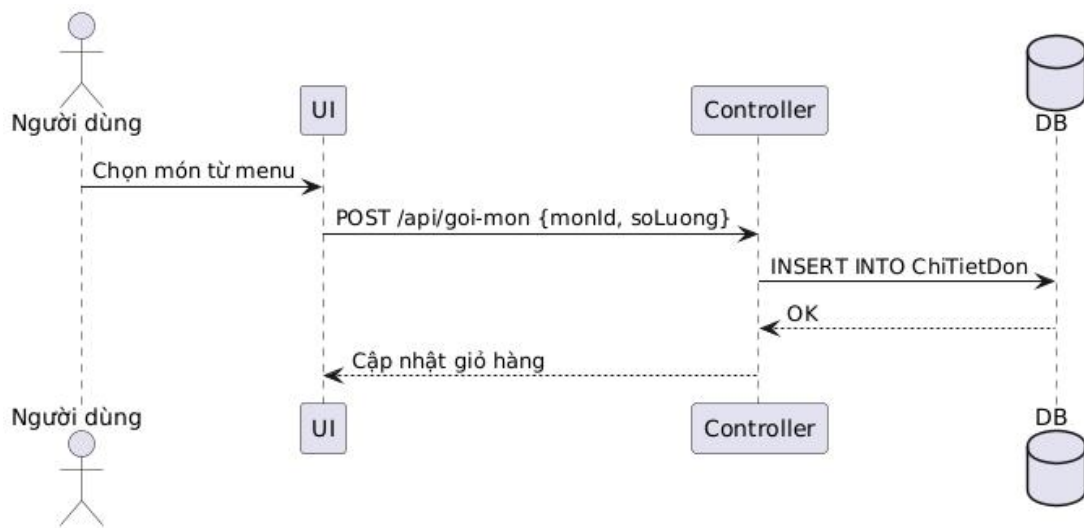 Người dùng
UI
Controller
DB
Chọn món từ menu
POST /api/goi-mon {monId, soLuong}
INSERT INTO ChiTietDon
OK
Cập nhật giỏ hàng
Người dùng
UI
Controller
DB